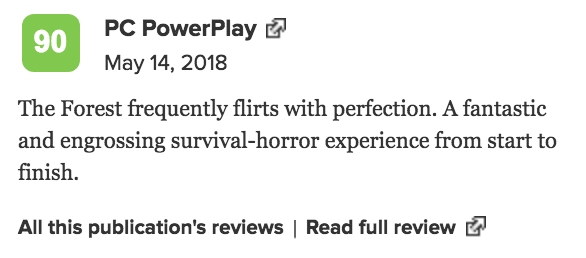 90
PC PowerPlay
May 14, 2018
The Forest frequently flirts with perfection. A fantastic
and engrossing survival-horror experience from start to
finish.
All this publication's reviews | Read full review